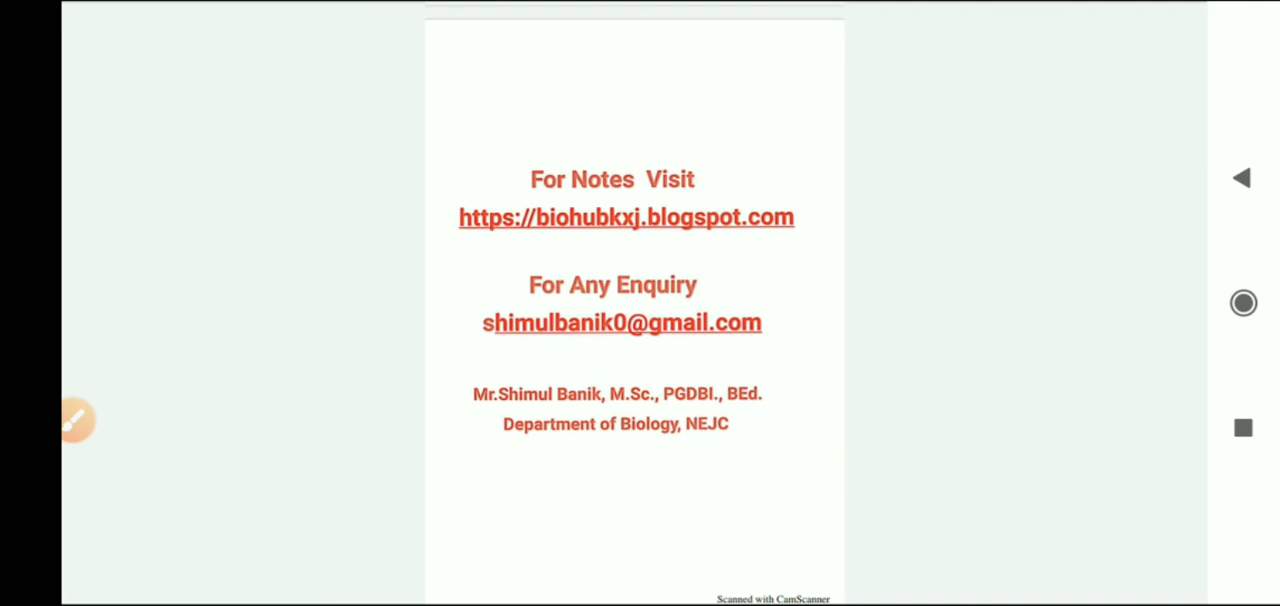 For Notes Visit
https://biohubkxj.blogspot.com
For Any Enquiry
shimulbanik0@gmail.com
Mr.Shimul Banik, M.Sc., PGDBI., BEd.
Department of Biology, NEJC
Scanned with CamScanner